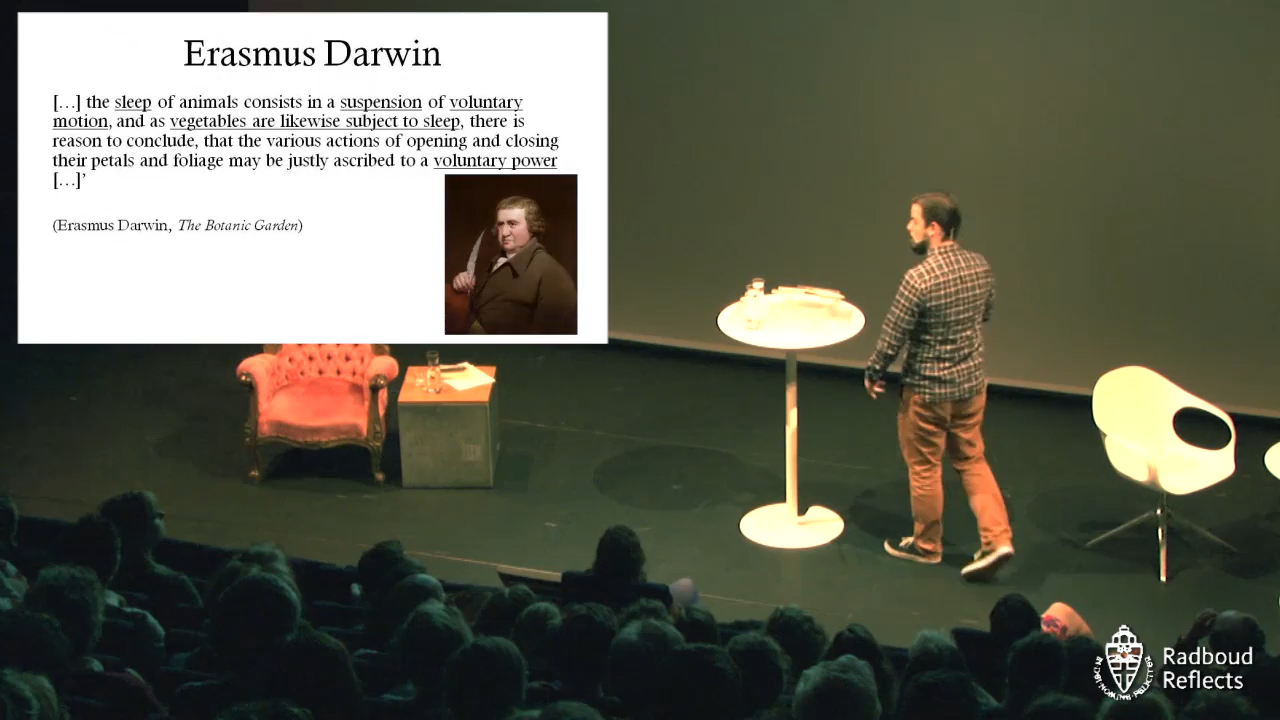 Erasmus Darwin
[…] the sleep of animals consists in a suspension of voluntary
motion, and as vegetables are likewise subject to sleep, there is
reason to conclude, that the various actions of opening and closing
their petals and foliage may be justly ascribed to a voluntary power
[…]’
(Erasmus Darwin, The Botanic Garden)
Radboud
Reflects